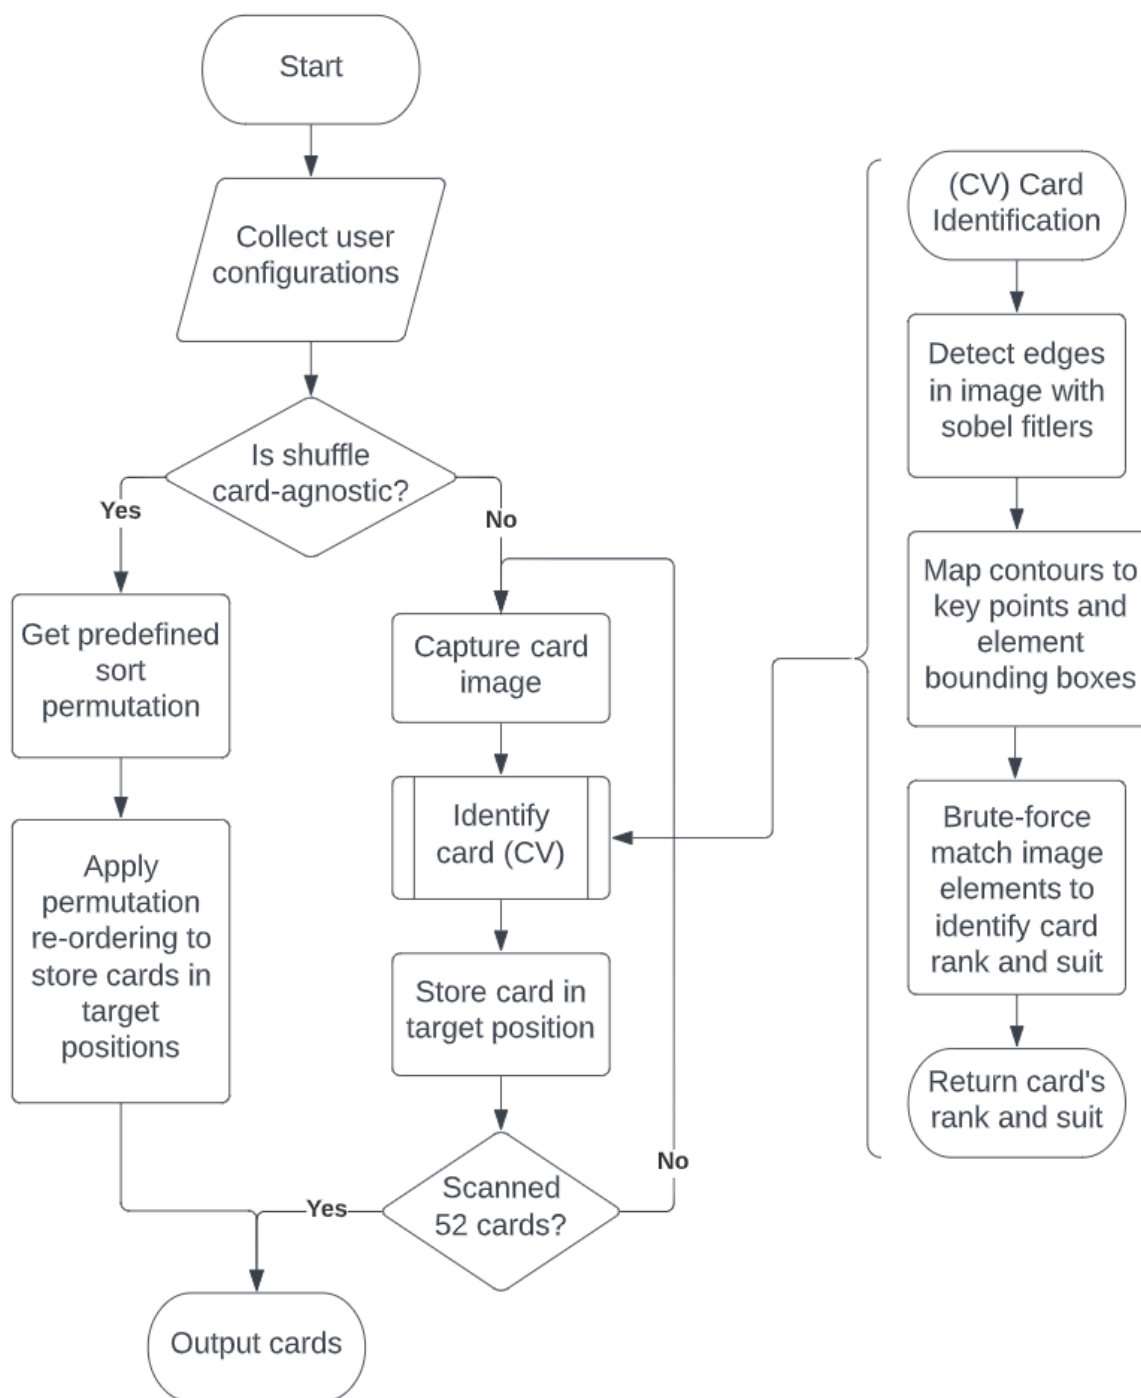 Start
Collect user
configurations
Is shuffle
card-agnostic?
Yes
No
Get predefined
sort
permutation
Apply
permutation
re-ordering to
store cards in
target
positions
Capture card
image
Identify
card (CV)
Store card in
target position
Scanned
52 cards?
Yes
No
Output cards
(CV) Card
Identification
Detect edges
in image with
sobel fitlers
Map contours to
key points and
element
bounding boxes
Brute-force
match image
elements to
identify card
rank and suit
Return card's
rank and suit